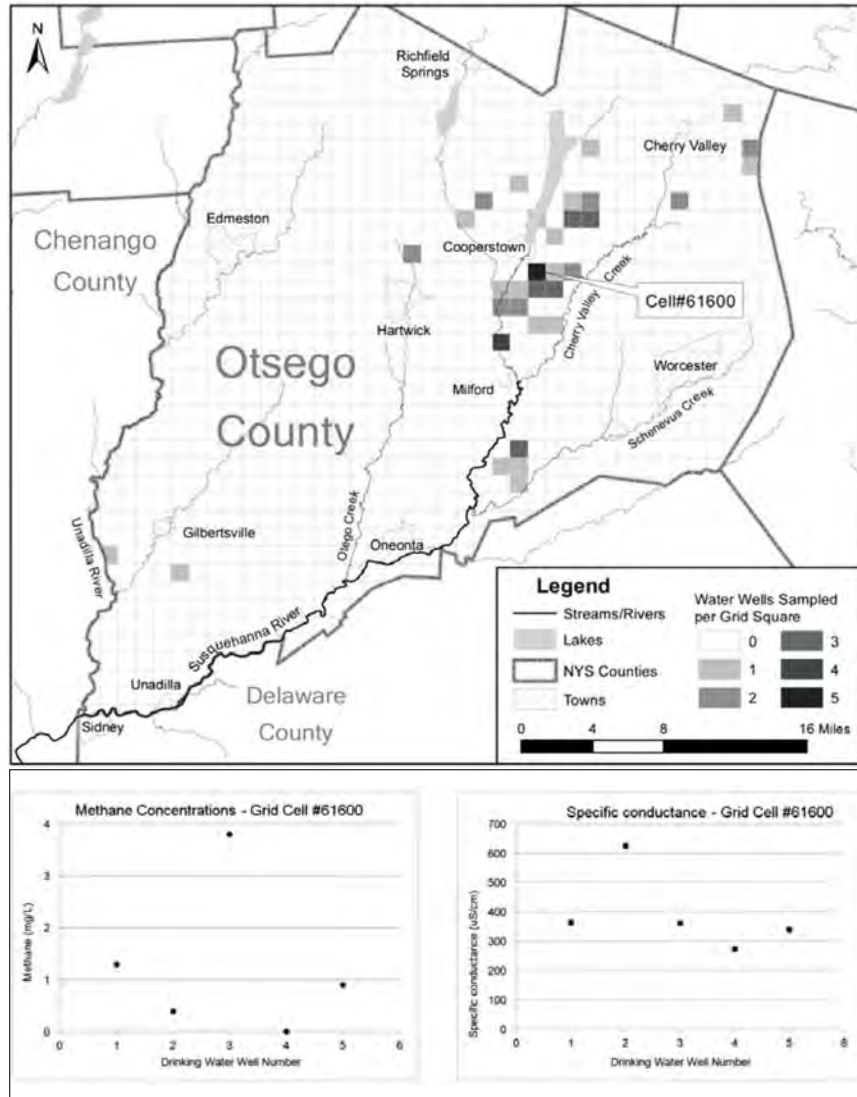 N
Richfield
Springs
Cherry Valley
Edmeston
Chenango
County
Cooperstown
Cell#61600
Cherry Valley Creek
Hartwick
Otsego
County
Worcester
Milford
Schenevus Creek
Unadilla River
Gilbertsville
Otego Creek
Oneonta
Susquehanna River
Unadilla
Delaware
County
Sidney
Legend
Streams/Rivers
Lakes
NYS Counties
Towns
Water Wells Sampled
per Grid Square
0 3
1 4
2 5
0 4 8 16 Miles
Methane Concentrations - Grid Cell #61600
Methane (mg/L)
4
3
2
1
0
0 1 2 3 4 5 6
Drinking Water Well Number
Specific conductance - Grid Cell #61600
Specific conductance (uS/cm)
700
600
500
400
300
200
100
0
0 1 2 3 4 5 6
Drinking Water Well Number